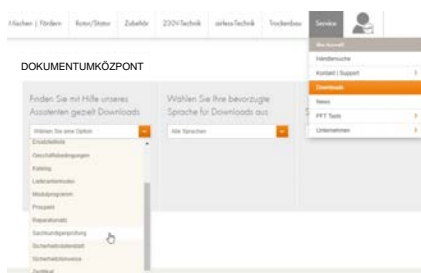 Mischen | Fördern Rotor/Stator Zubehör 230V-Technik airless-Technik Trockenbau Service
Händlersuche
Kontakt | Support
Downloads
News
PFT Tools
Unternehmen
DOKUMENTUMKÖZPONT
Finden Sie mit Hilfe unseres
Assistenten gezielt Downloads
Wählen Sie eine Option
Ersatzteilliste
Geschäftsbedingungen
Katalog
Lieferantenkodex
Modulprogramm
Prospekt
Reparatursatz
Sachkundigenprüfung
Sicherheitsdatenblatt
Sicherheitshinweise
Zertifikat
Wählen Sie Ihre bevorzugte
Sprache für Downloads aus
Alle Sprachen
S